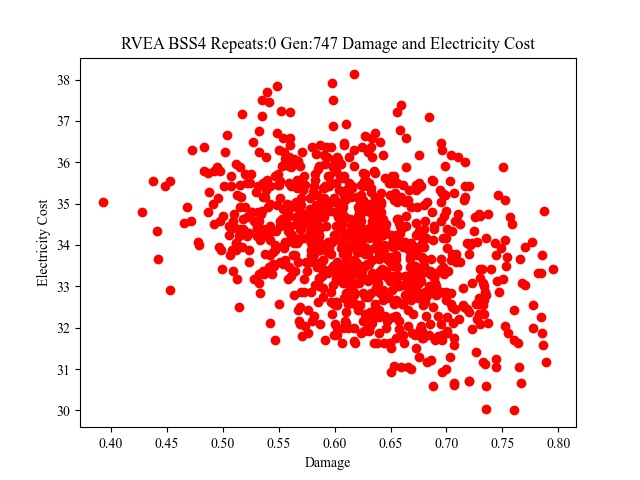 RVEA BSS4 Repeats:0 Gen:747 Damage and Electricity Cost
38
37
36
35
34
33
32
31
30
Electricity Cost
0.40 0.45 0.50 0.55 0.60 0.65 0.70 0.75 0.80
Damage